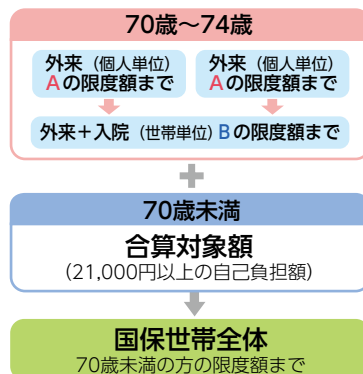 70歳〜74歳
外来（個人単位）
Aの限度額まで
外来（個人単位）
Aの限度額まで
外来＋入院（世帯単位）Bの限度額まで
＋
70歳未満
合算対象額
（21,000円以上の自己負担額）
国保世帯全体
70歳未満の方の限度額まで